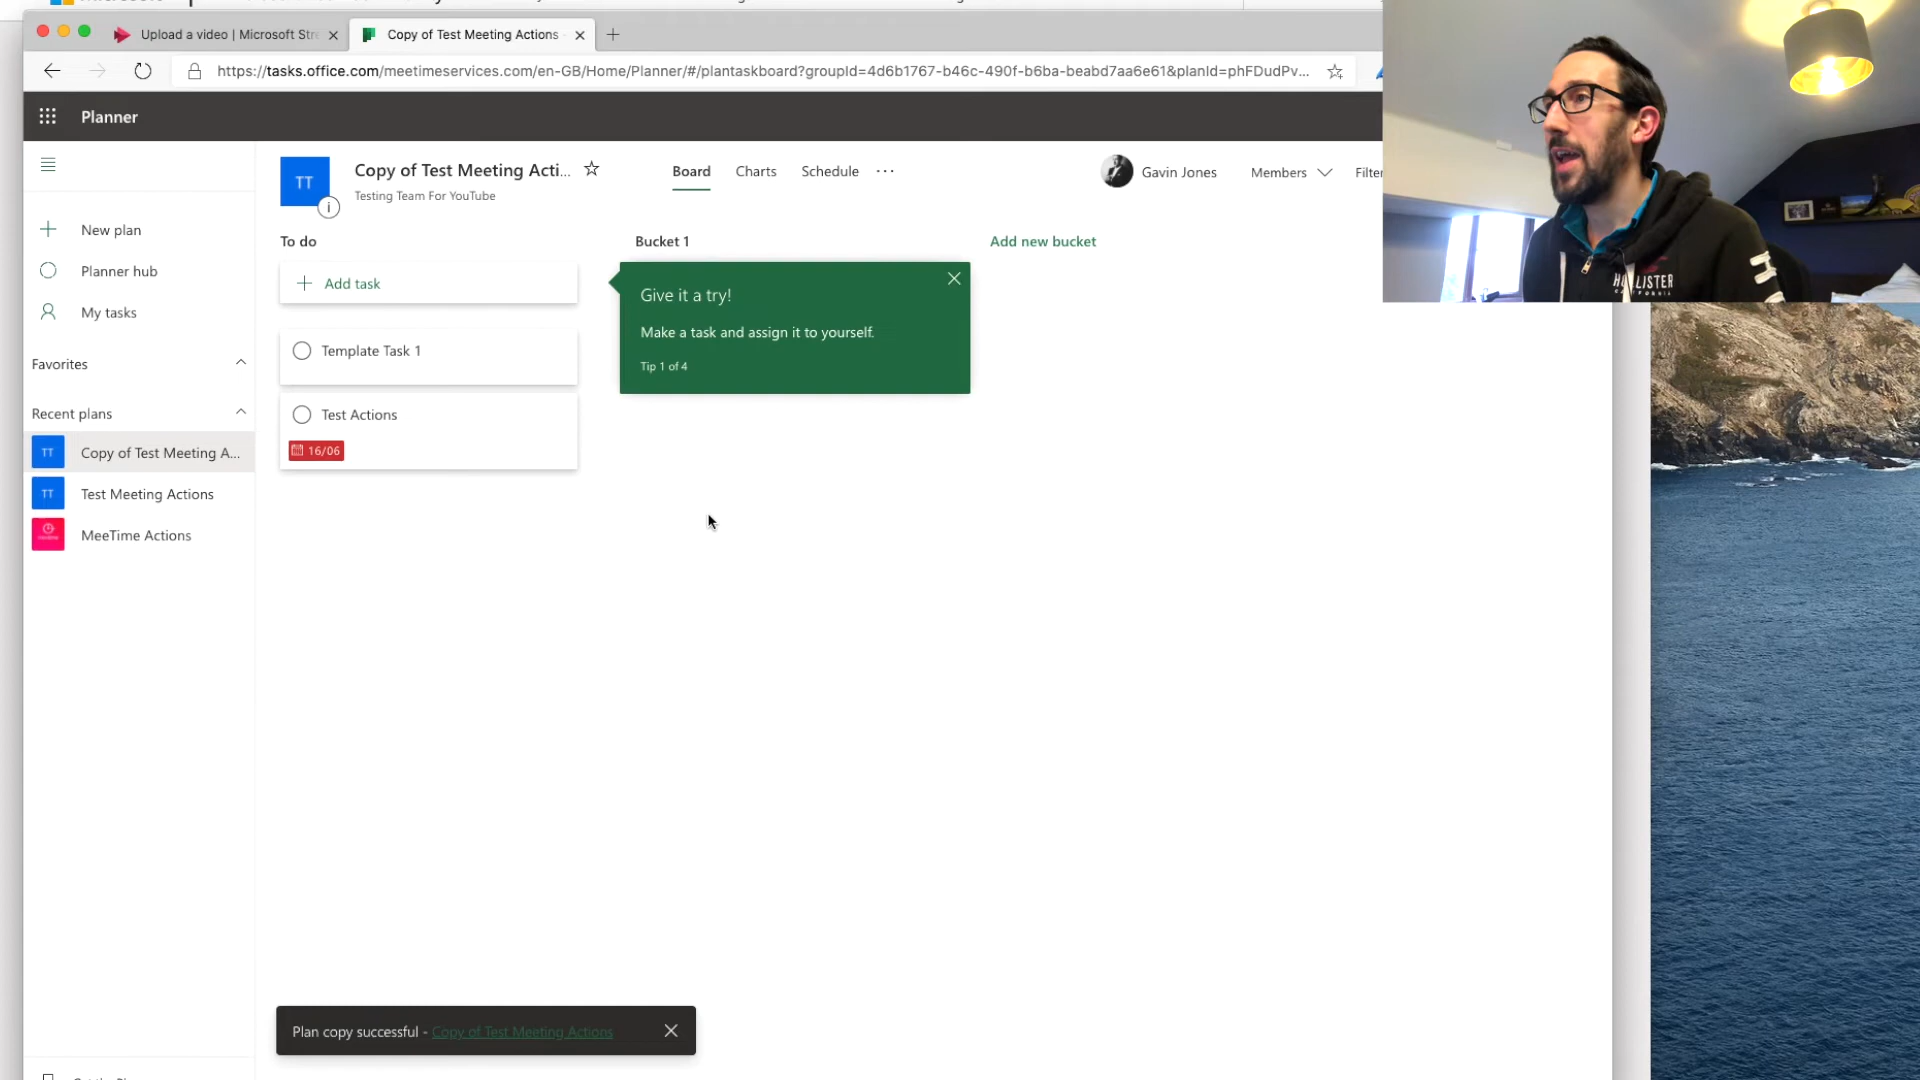 Upload a video | Microsoft Stre
Copy of Test Meeting Actions -
https://tasks.office.com/meetimeservices.com/en-GB/Home/Planner/#/plantaskboard?groupId=4d6b1767-b46c-490f-b6ba-beabd7aa6e61&planId=phFDudPv...
Planner
TT
Copy of Test Meeting Acti...
Testing Team For YouTube
Board
Charts
Schedule
Gavin Jones
Members
Filter
New plan
Planner hub
My tasks
Favorites
Recent plans
TT
Copy of Test Meeting A...
TT
Test Meeting Actions
MeeTime Actions
To do
Add task
Template Task 1
Test Actions
16/06
Bucket 1
Give it a try!
Make a task and assign it to yourself.
Tip 1 of 4
Add new bucket
Plan copy successful - Copy of Test Meeting Actions
HOLLISTER
CALIFORNIA